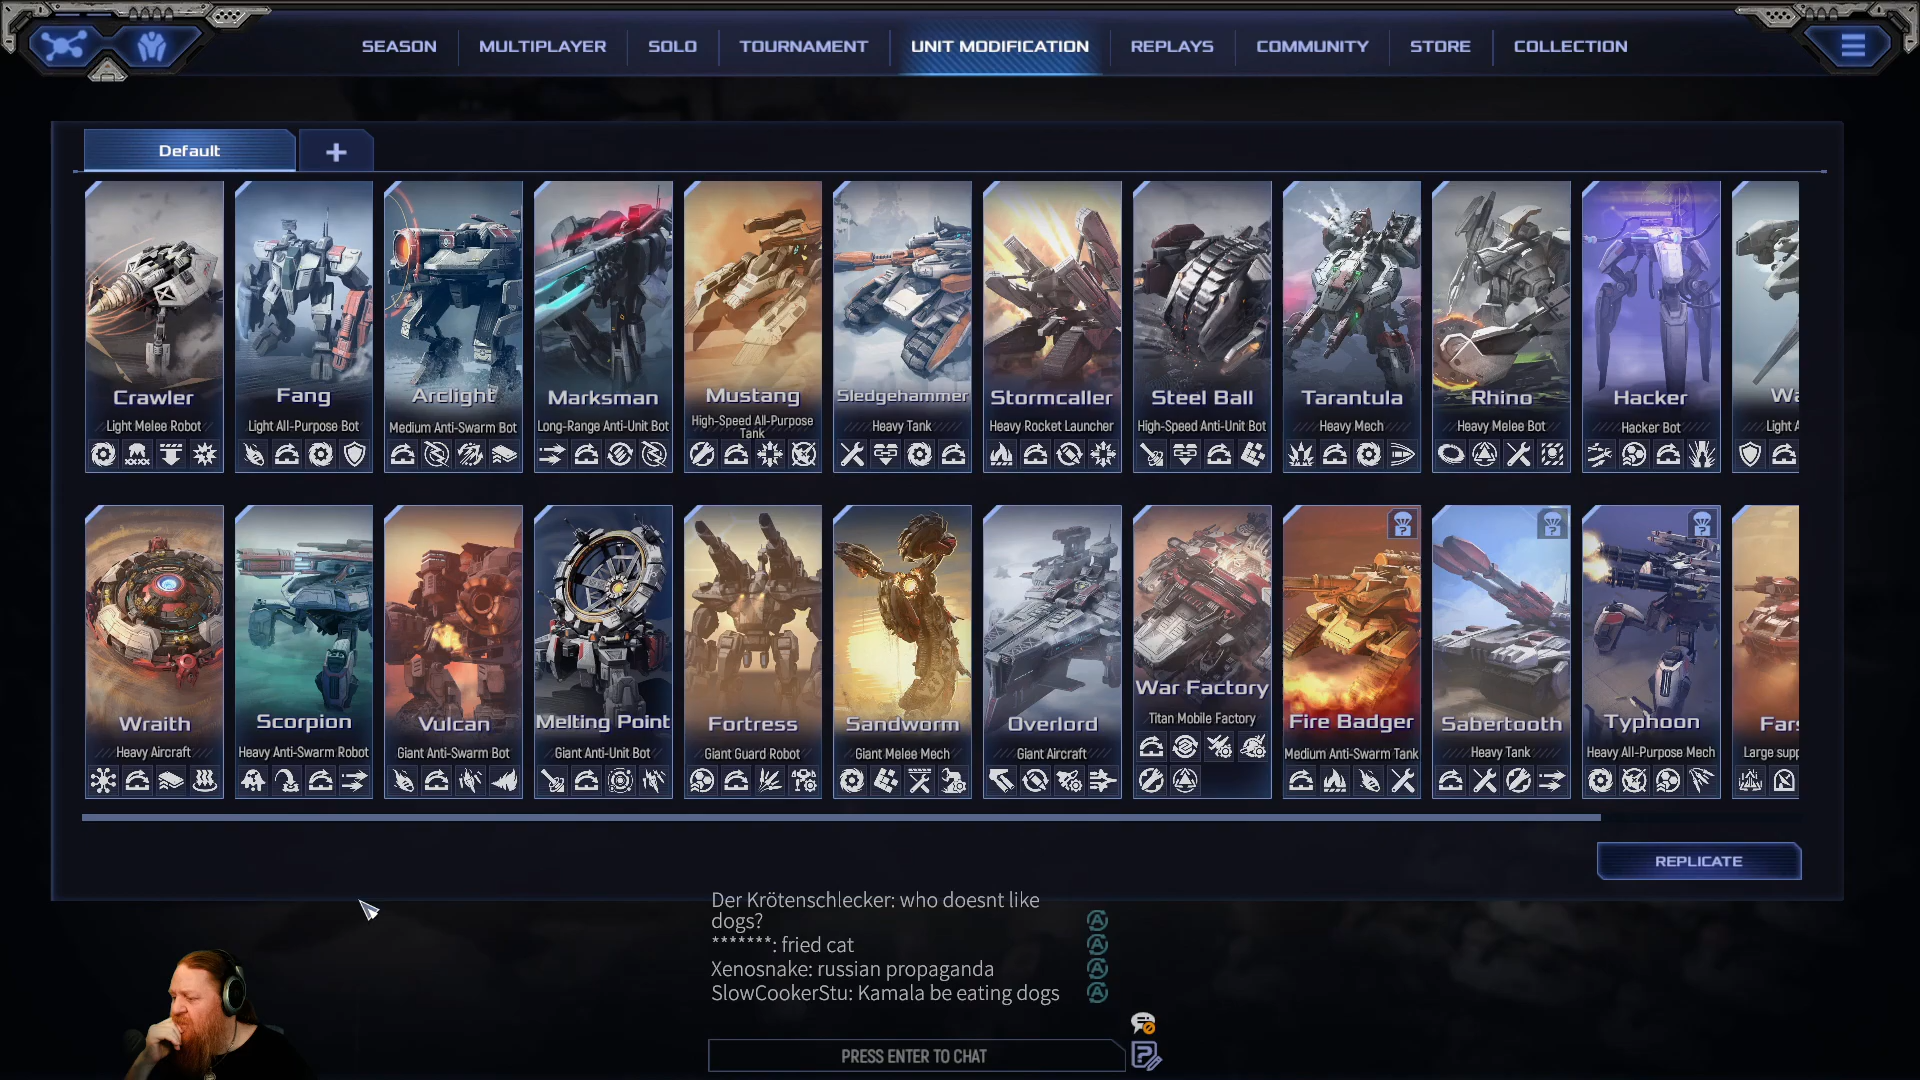 SEASON
MULTIPLAYER
SOLO
TOURNAMENT
UNIT MODIFICATION
REPLAYS
COMMUNITY
STORE
COLLECTION
Default
Crawler
Light Melee Robot
Fang
Light All-Purpose Bot
Arclight
Medium Anti-Swarm Bot
Marksman
Long-Range Anti-Unit Bot
Mustang
High-Speed All-Purpose
Tank
Sledgehammer
Heavy Tank
Stormcaller
Heavy Rocket Launcher
Steel Ball
High-Speed Anti-Unit Bot
Tarantula
Heavy Mech
Rhino
Heavy Melee Bot
Hacker
Hacker Bot
Wa
Light A
Wraith
Heavy Aircraft
Scorpion
Heavy Anti-Swarm Robot
Vulcan
Giant Anti-Swarm Bot
Melting Point
Giant Anti-Unit Bot
Fortress
Giant Guard Robot
Sandworm
Giant Melee Mech
Overlord
Giant Aircraft
War Factory
Titan Mobile Factory
Fire Badger
Medium Anti-Swarm Tank
Sabertooth
Heavy Tank
Typhoon
Heavy All-Purpose Mech
Fars
Large supp
REPLICATE
Der Krötenschlecker: who doesnt like
dogs?
*******: fried cat
Xenosnake: russian propaganda
SlowCookerStu: Kamala be eating dogs
PRESS ENTER TO CHAT